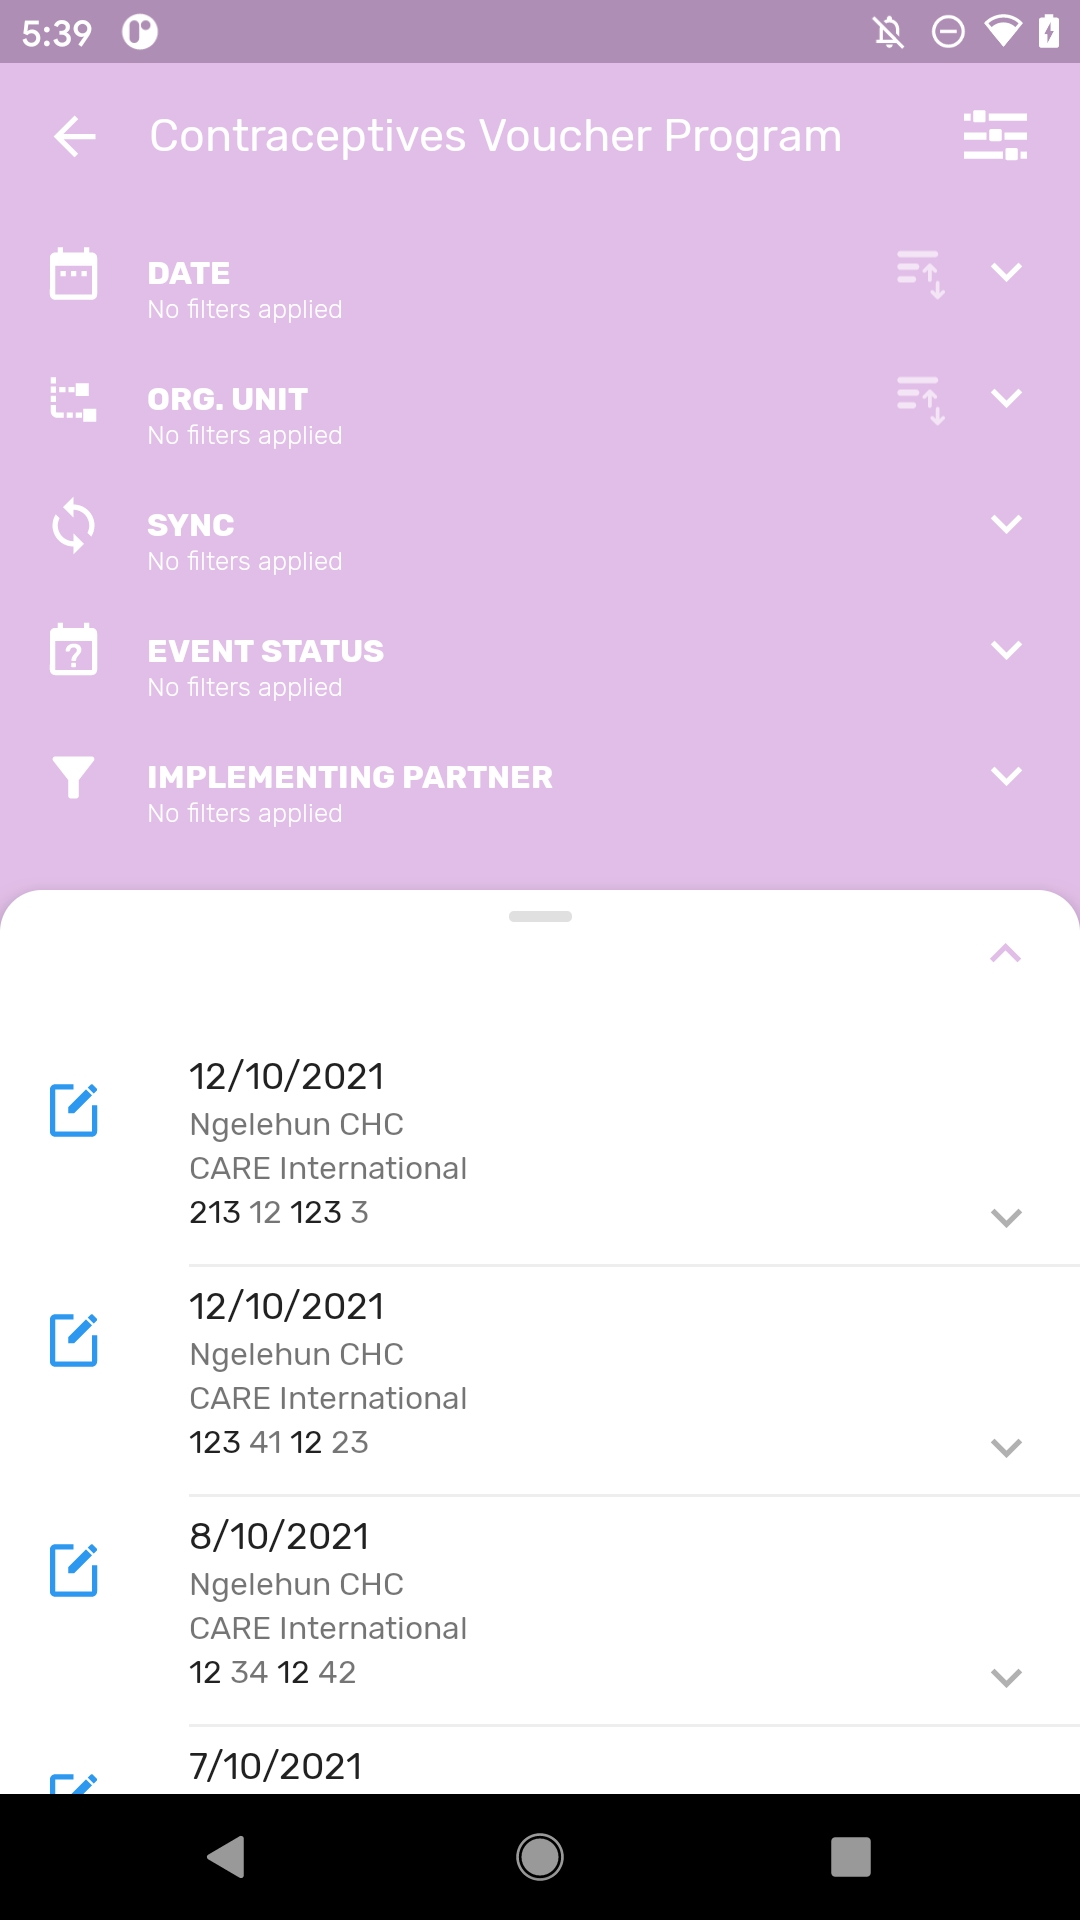 5:39
Contraceptives Voucher Program
DATE
No filters applied
ORG. UNIT
No filters applied
SYNC
No filters applied
EVENT STATUS
No filters applied
IMPLEMENTING PARTNER
No filters applied
12/10/2021
Ngelehun CHC
CARE International
213 12 123 3
12/10/2021
Ngelehun CHC
CARE International
123 41 12 23
8/10/2021
Ngelehun CHC
CARE International
12 34 12 42
7/10/2021